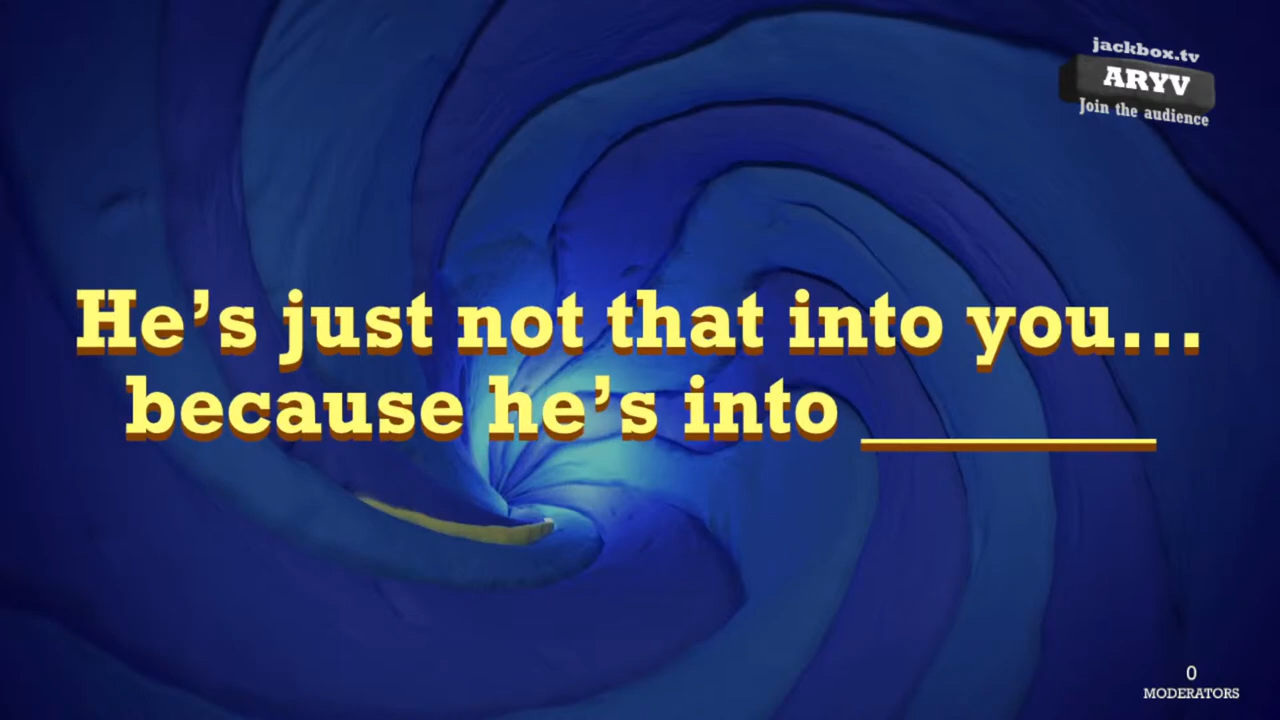 jackbox.tv
ARYV
Join the audience
He’s just not that into you...
because he’s into ________
0
MODERATORS